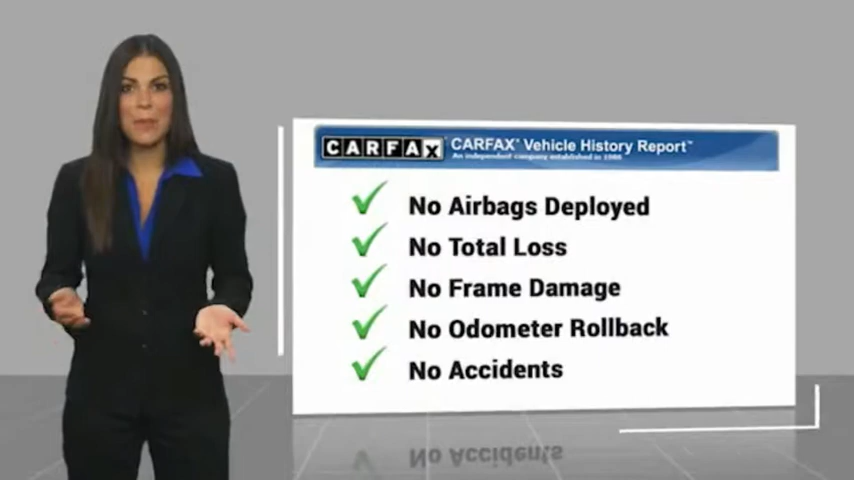 CARFAX CARFAX® Vehicle History Report™
An independent company established in 1986
No Airbags Deployed
No Total Loss
No Frame Damage
No Odometer Rollback
No Accidents
No Accidents